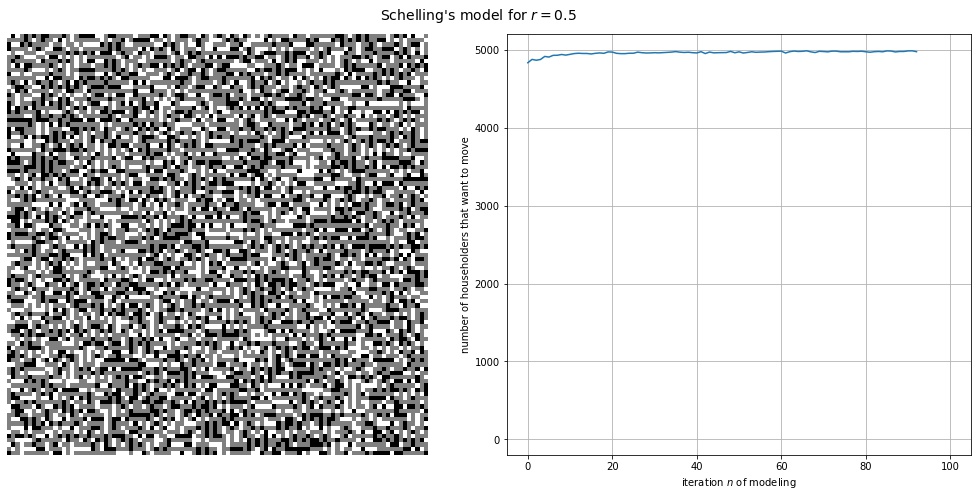 Schelling's model for r = 0.5
number of householders that want to move
5000
4000
3000
2000
1000
0
0 20 40 60 80 100
iteration n of modeling